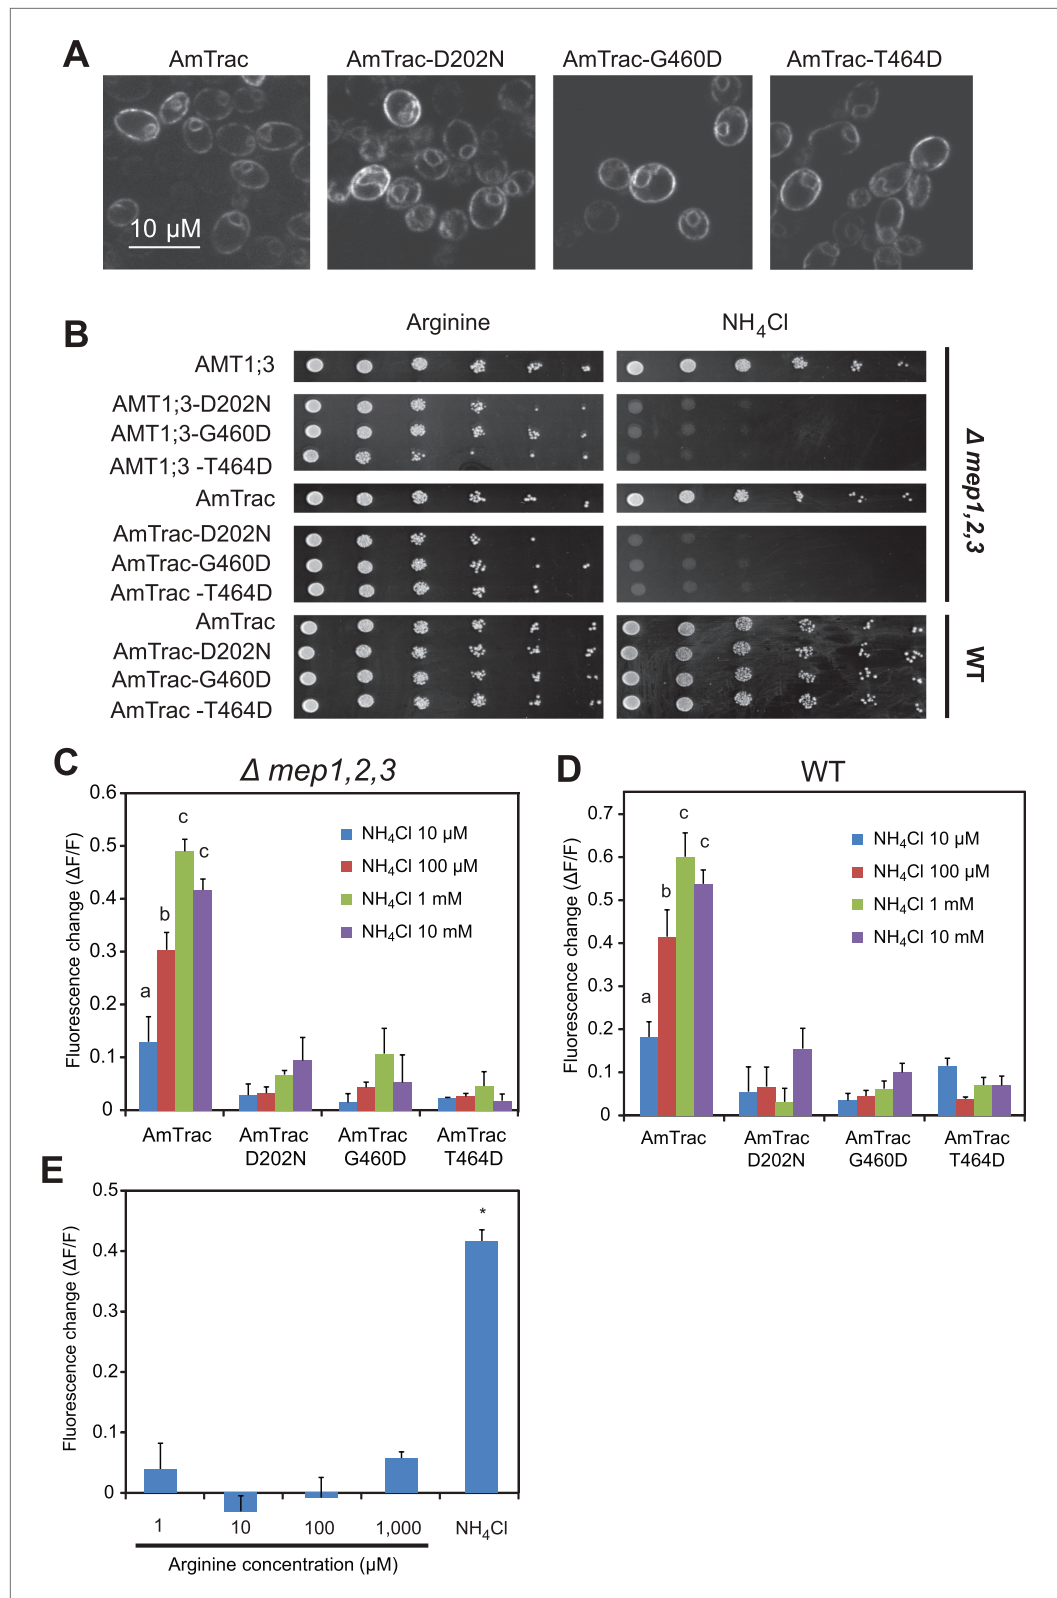 A
AmTrac
AmTrac-D202N
AmTrac-G460D
AmTrac-T464D
10 µM
B
Arginine
NH4Cl
AMT1;3
AMT1;3-D202N
AMT1;3-G460D
AMT1;3 -T464D
AmTrac
AmTrac-D202N
AmTrac-G460D
AmTrac -T464D
Δ mep1,2,3
AmTrac
AmTrac-D202N
AmTrac-G460D
AmTrac -T464D
WT
C
Δ mep1,2,3
Fluorescence change (ΔF/F)
0.6
0.5
0.4
0.3
0.2
0.1
0
a
b
c
c
NH4Cl 10 µM
NH4Cl 100 µM
NH4Cl 1 mM
NH4Cl 10 mM
AmTrac
AmTrac D202N
AmTrac G460D
AmTrac T464D
D
WT
Fluorescence change (ΔF/F)
0.7
0.6
0.5
0.4
0.3
0.2
0.1
0
a
b
c
c
NH4Cl 10 µM
NH4Cl 100 µM
NH4Cl 1 mM
NH4Cl 10 mM
AmTrac
AmTrac D202N
AmTrac G460D
AmTrac T464D
E
Fluorescence change (ΔF/F)
0.5
0.4
0.3
0.2
0.1
0
*
1
10
100
1,000
NH4Cl
Arginine concentration (µM)